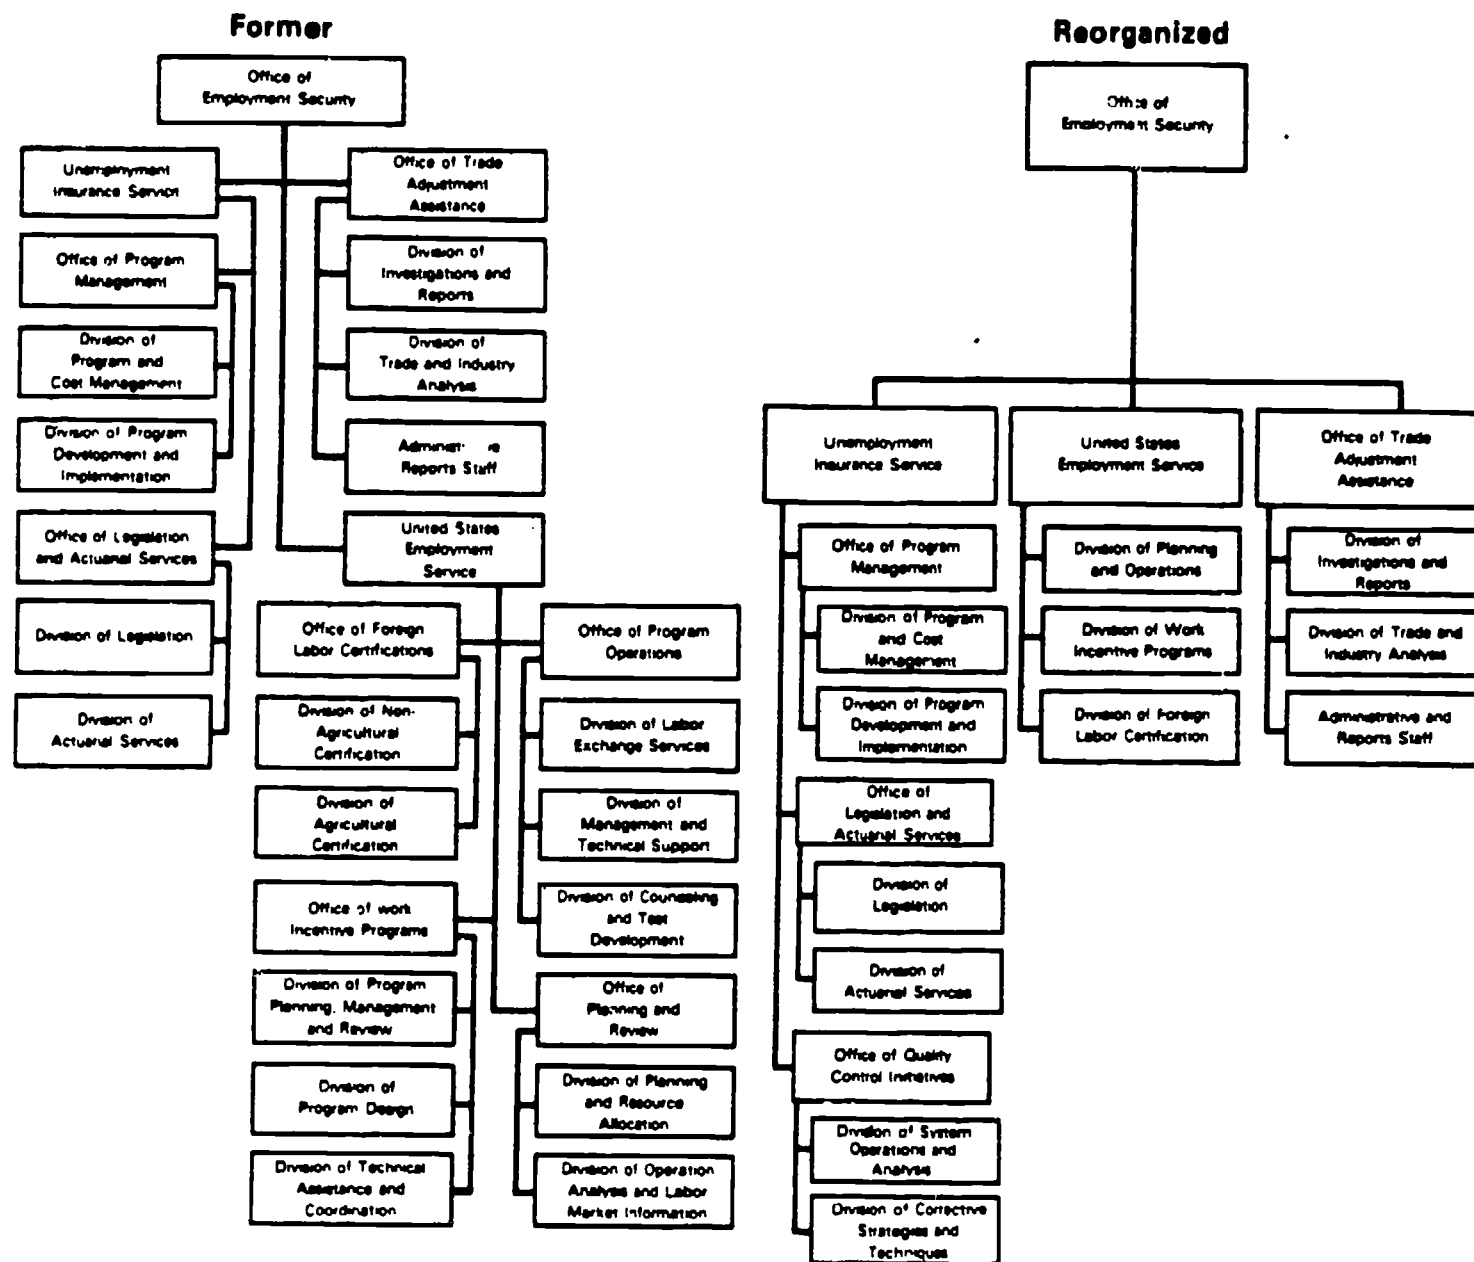 Former
Office of
Employment Security
Unemployment
Insurance Service
Office of Program
Management
Division of
Program and
Cost Management
Division of Program
Development and
Implementation
Office of Legislation
and Actuarial Services
Division of Legislation
Division of
Actuarial Services
Office of Trade
Adjustment
Assistance
Division of
Investigations and
Reports
Division of
Trade and Industry
Analysis
Reports Staff
United States
Employment
Service
Office of Foreign
Labor Certifications
Division of Non-
Agricultural
Certification
Division of
Agricultural
Certification
Office of work
Incentive Programs
Division of Program
Planning, Management
and Review
Division of
Program Design
Division of Technical
Assistance and
Coordination
Office of Program
Operations
Division of Labor
Exchange Services
Division of
Management and
Technical Support
Division of Counseling
and Test
Development
Office of
Planning and
Review
Division of Planning
and Resource
Allocation
Division of Operation
Analysis and Labor
Market Information
Reorganized
Office of
Employment Security
Unemployment
Insurance Service
Office of Program
Management
Division of Program
and Cost
Management
Division of Program
Development and
Implementation
Office of
Legislation and
Actuarial Services
Division of
Legislation
Division of
Actuarial Services
Office of Quality
Control Initiatives
Division of System
Operations and
Analysis
Division of Corrective
Strategies and
Techniques
United States
Employment Service
Division of Planning
and Operations
Division of Work
Incentive Programs
Division of Foreign
Labor Certification
Office of Trade
Adjustment
Assistance
Division of
Investigations and
Reports
Division of Trade and
Industry Analysis
Administrative and
Reports Staff